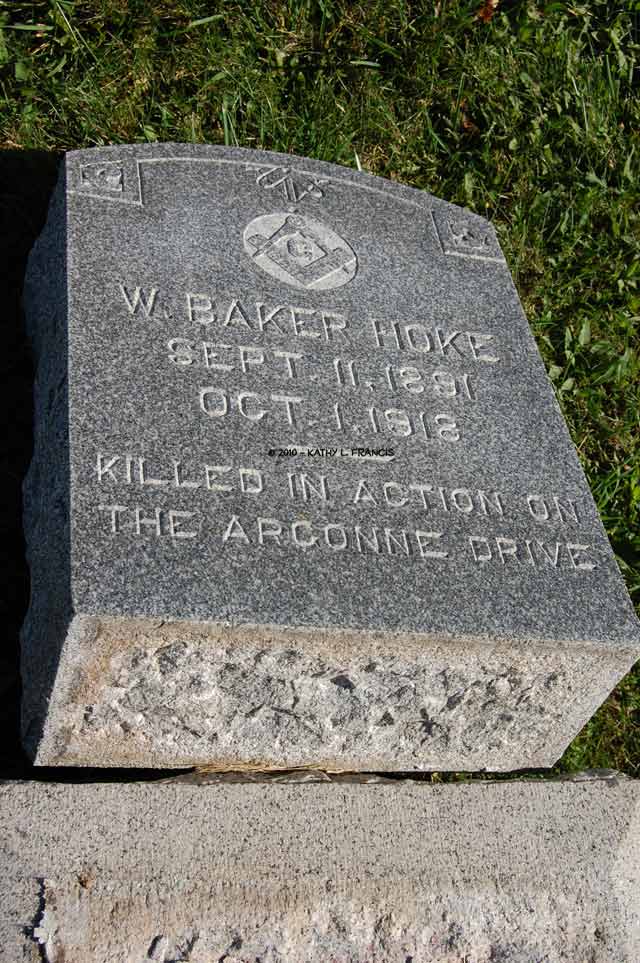 G
W. BAKER HOKE
SEPT. 11, 1891
OCT. 1, 1918
© 2010 - KATHY L. FRANCIS
KILLED IN ACTION ON
THE ARGONNE DRIVE